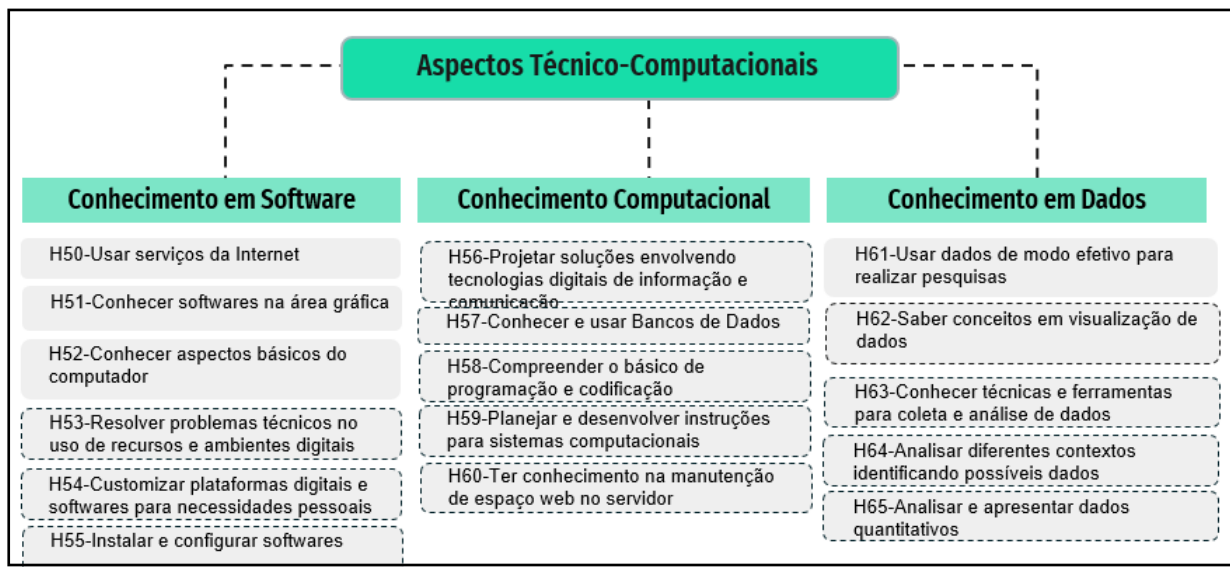 Aspectos Técnico-Computacionais
Conhecimento em Software
H50-Usar serviços da Internet
H51-Conhecer softwares na área gráfica
H52-Conhecer aspectos básicos do
computador
H53-Resolver problemas técnicos no
uso de recursos e ambientes digitais
H54-Customizar plataformas digitais e
softwares para necessidades pessoais
H55-Instalar e configurar softwares
Conhecimento Computacional
H56-Projetar soluções envolvendo
tecnologias digitais de informação e
comunicação
H57-Conhecer e usar Bancos de Dados
H58-Compreender o básico de
programação e codificação
H59-Planejar e desenvolver instruções
para sistemas computacionais
H60-Ter conhecimento na manutenção
de espaço web no servidor
Conhecimento em Dados
H61-Usar dados de modo efetivo para
realizar pesquisas
H62-Saber conceitos em visualização de
dados
H63-Conhecer técnicas e ferramentas
para coleta e análise de dados
H64-Analisar diferentes contextos
identificando possíveis dados
H65-Analisar e apresentar dados
quantitativos